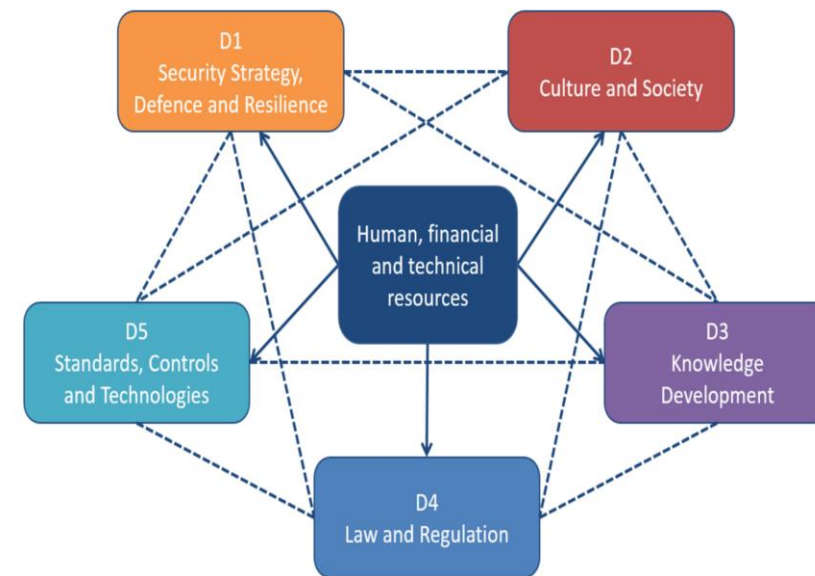 D1
Security Strategy,
Defence and Resilience
D2
Culture and Society
Human, financial
and technical
resources
D5
Standards, Controls
and Technologies
D3
Knowledge
Development
D4
Law and Regulation